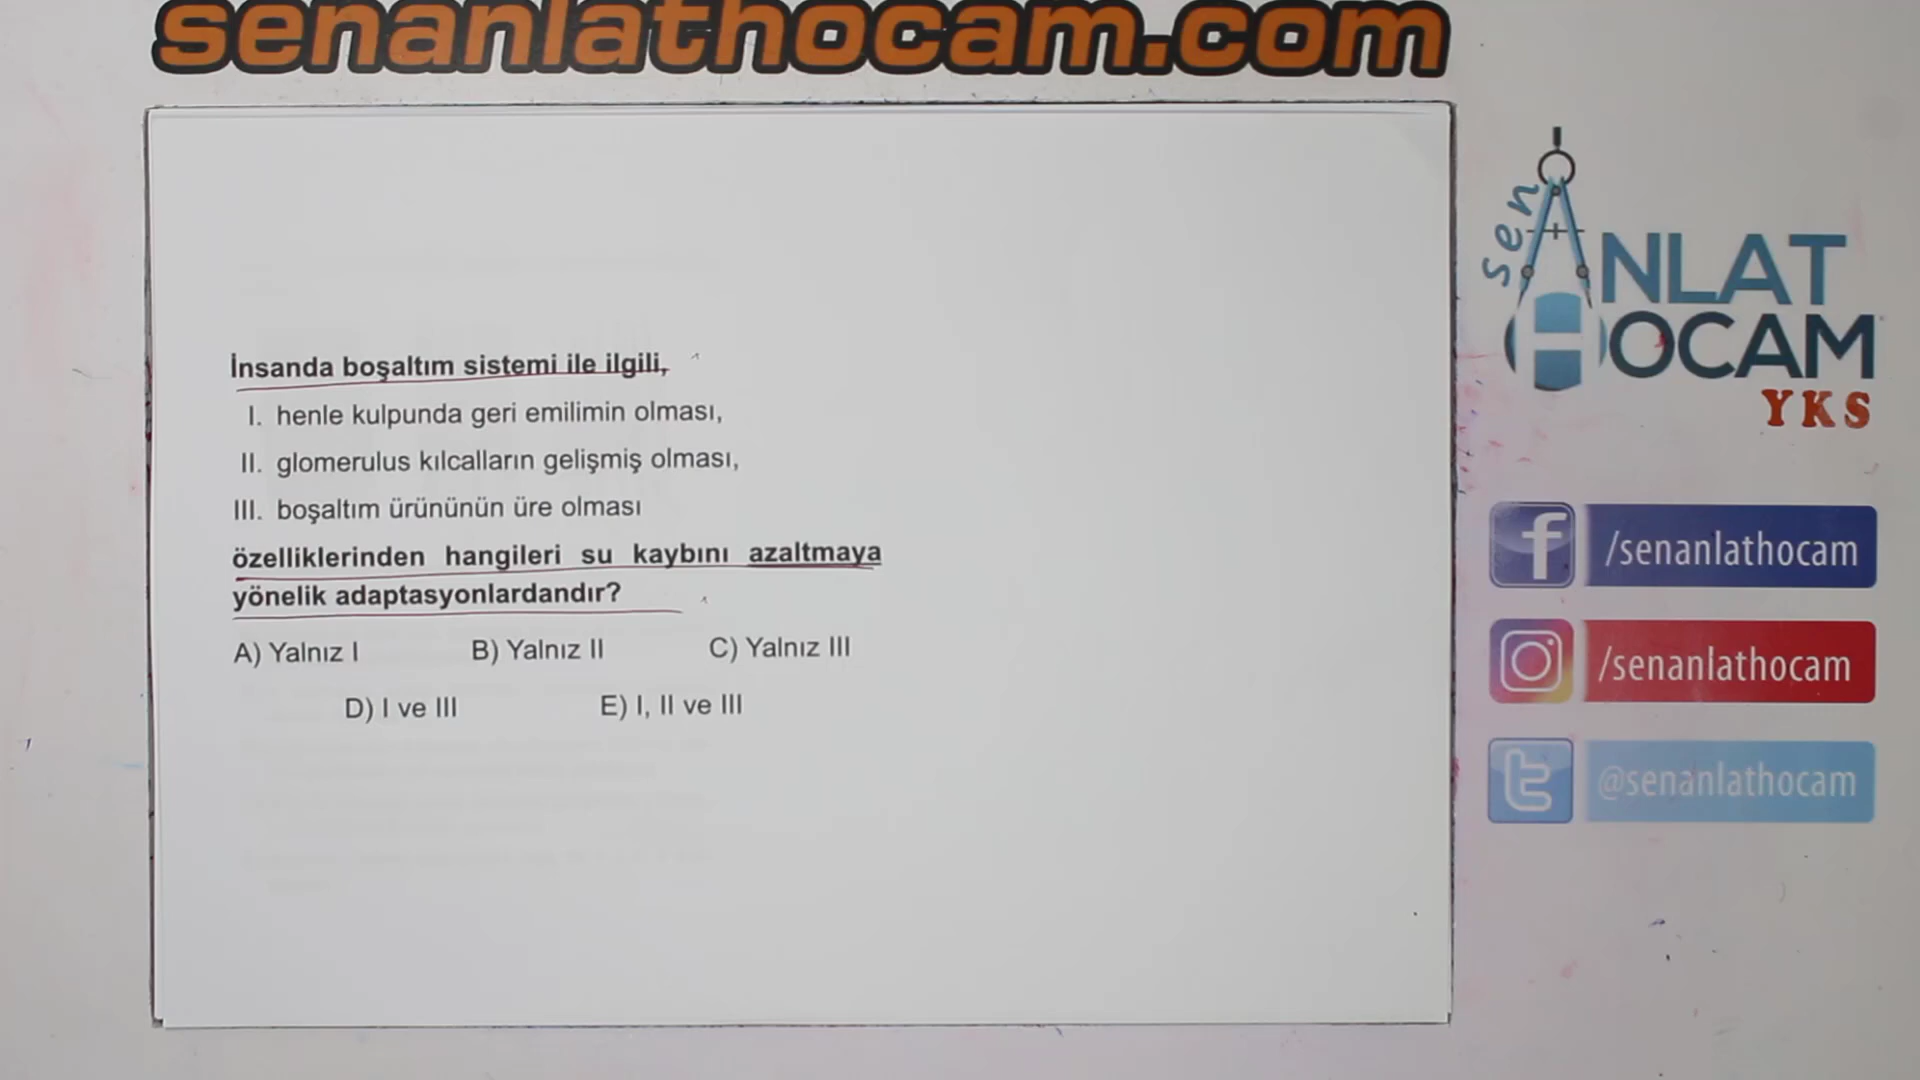 senanlathocam.com
İnsanda boşaltım sistemi ile ilgili,
I. henle kulpunda geri emilimin olması,
II. glomerulus kılcalların gelişmiş olması,
III. boşaltım ürününün üre olması
özelliklerinden hangileri su kaybını azaltmaya
yönelik adaptasyonlardandır?
A) Yalnız I B) Yalnız II C) Yalnız III
D) I ve III E) I, II ve III
sen
ANLAT
HOCAM
YKS
/senanlathocam
/senanlathocam
@senanlathocam